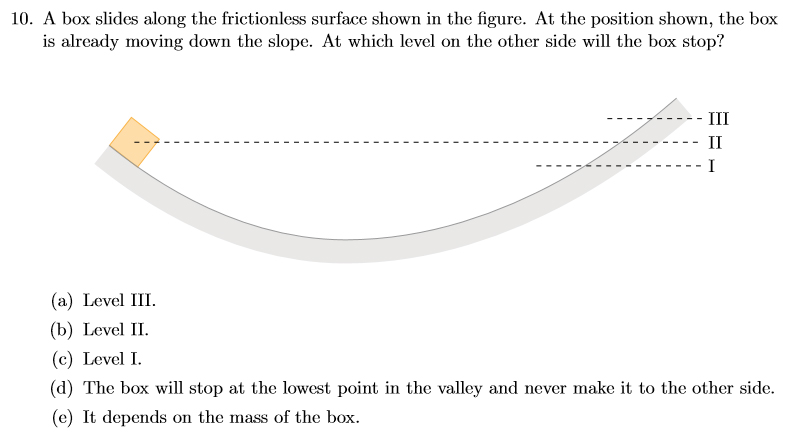 10. A box slides along the frictionless surface shown in the figure. At the position shown, the box
is already moving down the slope. At which level on the other side will the box stop?
III
II
I
(a) Level III.
(b) Level II.
(c) Level I.
(d) The box will stop at the lowest point in the valley and never make it to the other side.
(e) It depends on the mass of the box.